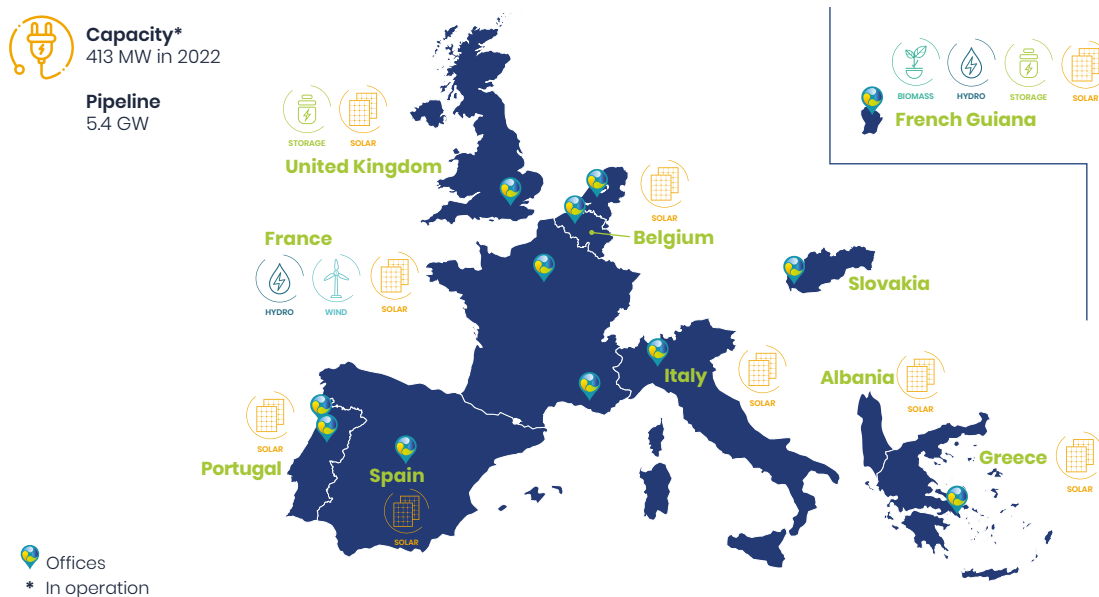 Capacity*
413 MW in 2022
Pipeline
5.4 GW
BIOMASS
HYDRO
STORAGE
SOLAR
French Guiana
STORAGE
SOLAR
United Kingdom
SOLAR
Belgium
France
HYDRO
WIND
SOLAR
Slovakia
Italy
SOLAR
Albania
SOLAR
Portugal
SOLAR
Spain
SOLAR
Greece
SOLAR
Offices
* In operation